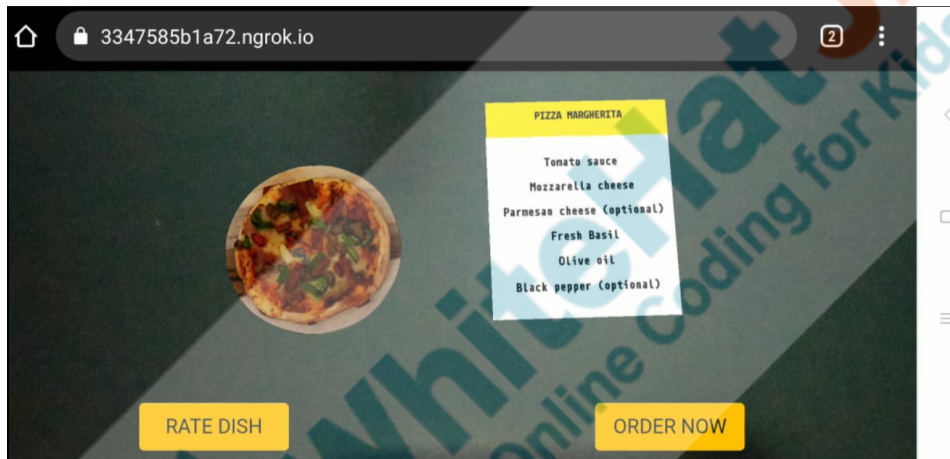 3347585b1a72.ngrok.io
2
PIZZA MARGHERITA
Tomato sauce
Mozzarella cheese
Parmesan cheese (optional)
Fresh Basil
Olive oil
Black pepper (optional)
RATE DISH
ORDER NOW
WhiteHat Jr
Online Coding for Kids